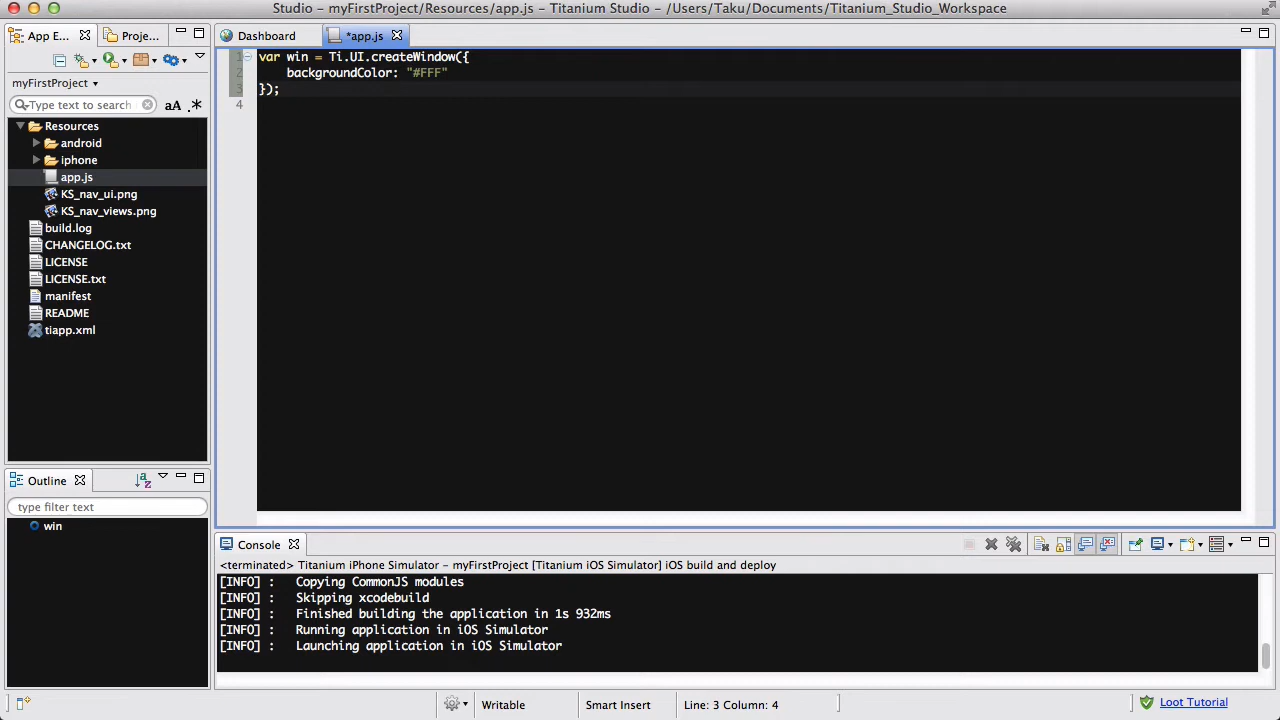 Studio - myFirstProject/Resources/app.js - Titanium Studio - /Users/Taku/Documents/Titanium_Studio_Workspace
App E...
Proje...
Dashboard
*app.js
myFirstProject
Type text to search
aA .*
Resources
android
iphone
app.js
KS_nav_ui.png
KS_nav_views.png
build.log
CHANGELOG.txt
LICENSE
LICENSE.txt
manifest
README
tiapp.xml
1 var win = Ti.UI.createWindow({
2 backgroundColor: "#FFF"
3 });
4
Outline
type filter text
win
Console
<terminated> Titanium iPhone Simulator - myFirstProject [Titanium iOS Simulator] iOS build and deploy
[INFO] : Copying CommonJS modules
[INFO] : Skipping xcodebuild
[INFO] : Finished building the application in 1s 932ms
[INFO] : Running application in iOS Simulator
[INFO] : Launching application in iOS Simulator
Writable
Smart Insert
Line: 3 Column: 4
Loot Tutorial